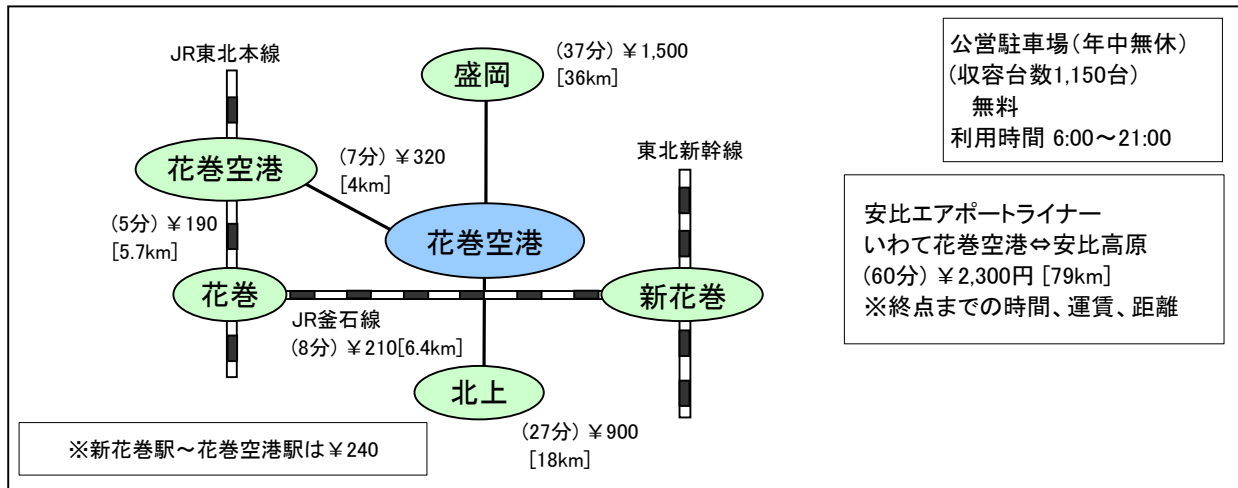 JR東北本線
盛岡
(37分)￥1,500
[36km]
公営駐車場(年中無休)
(収容台数1,150台)
無料
利用時間 6:00～21:00
花巻空港
(7分)￥320
[4km]
東北新幹線
(5分)￥190
[5.7km]
花巻空港
安比エアポートライナー
いわて花巻空港⇔安比高原
(60分)￥2,300円 [79km]
※終点までの時間、運賃、距離
花巻
新花巻
JR釜石線
(8分)￥210[6.4km]
北上
(27分)￥900
[18km]
※新花巻駅～花巻空港駅は￥240